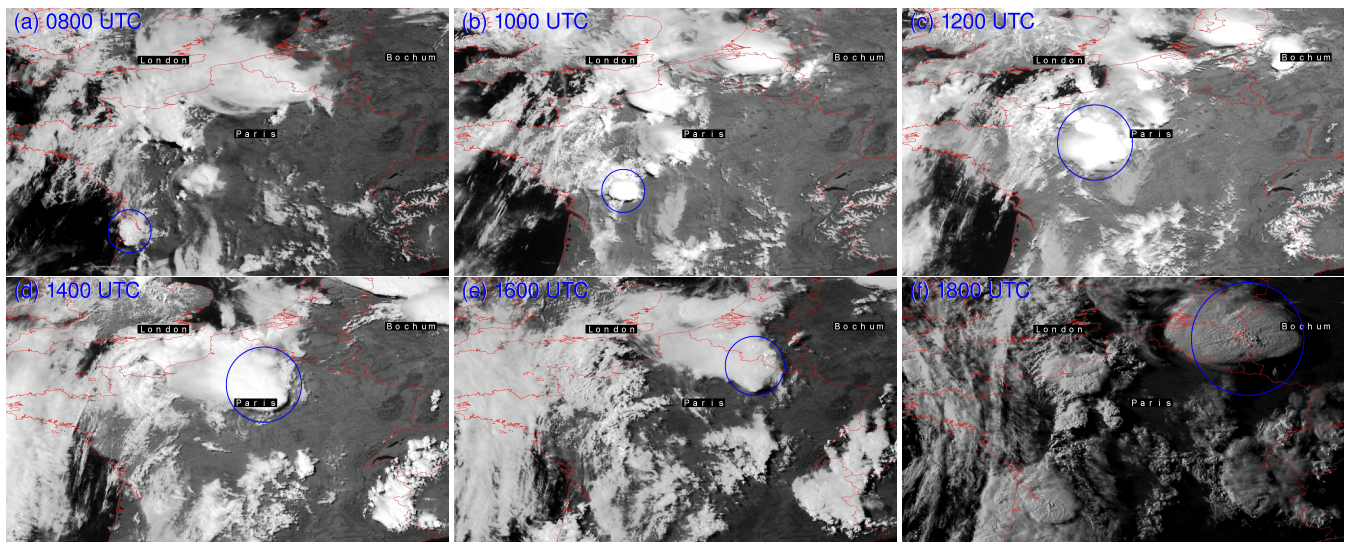 (a) 0800 UTC
London
Bochum
Paris
(b) 1000 UTC
London
Bochum
Paris
(c) 1200 UTC
London
Bochum
Paris
(d) 1400 UTC
London
Bochum
Paris
(e) 1600 UTC
London
Bochum
Paris
(f) 1800 UTC
London
Bochum
Paris